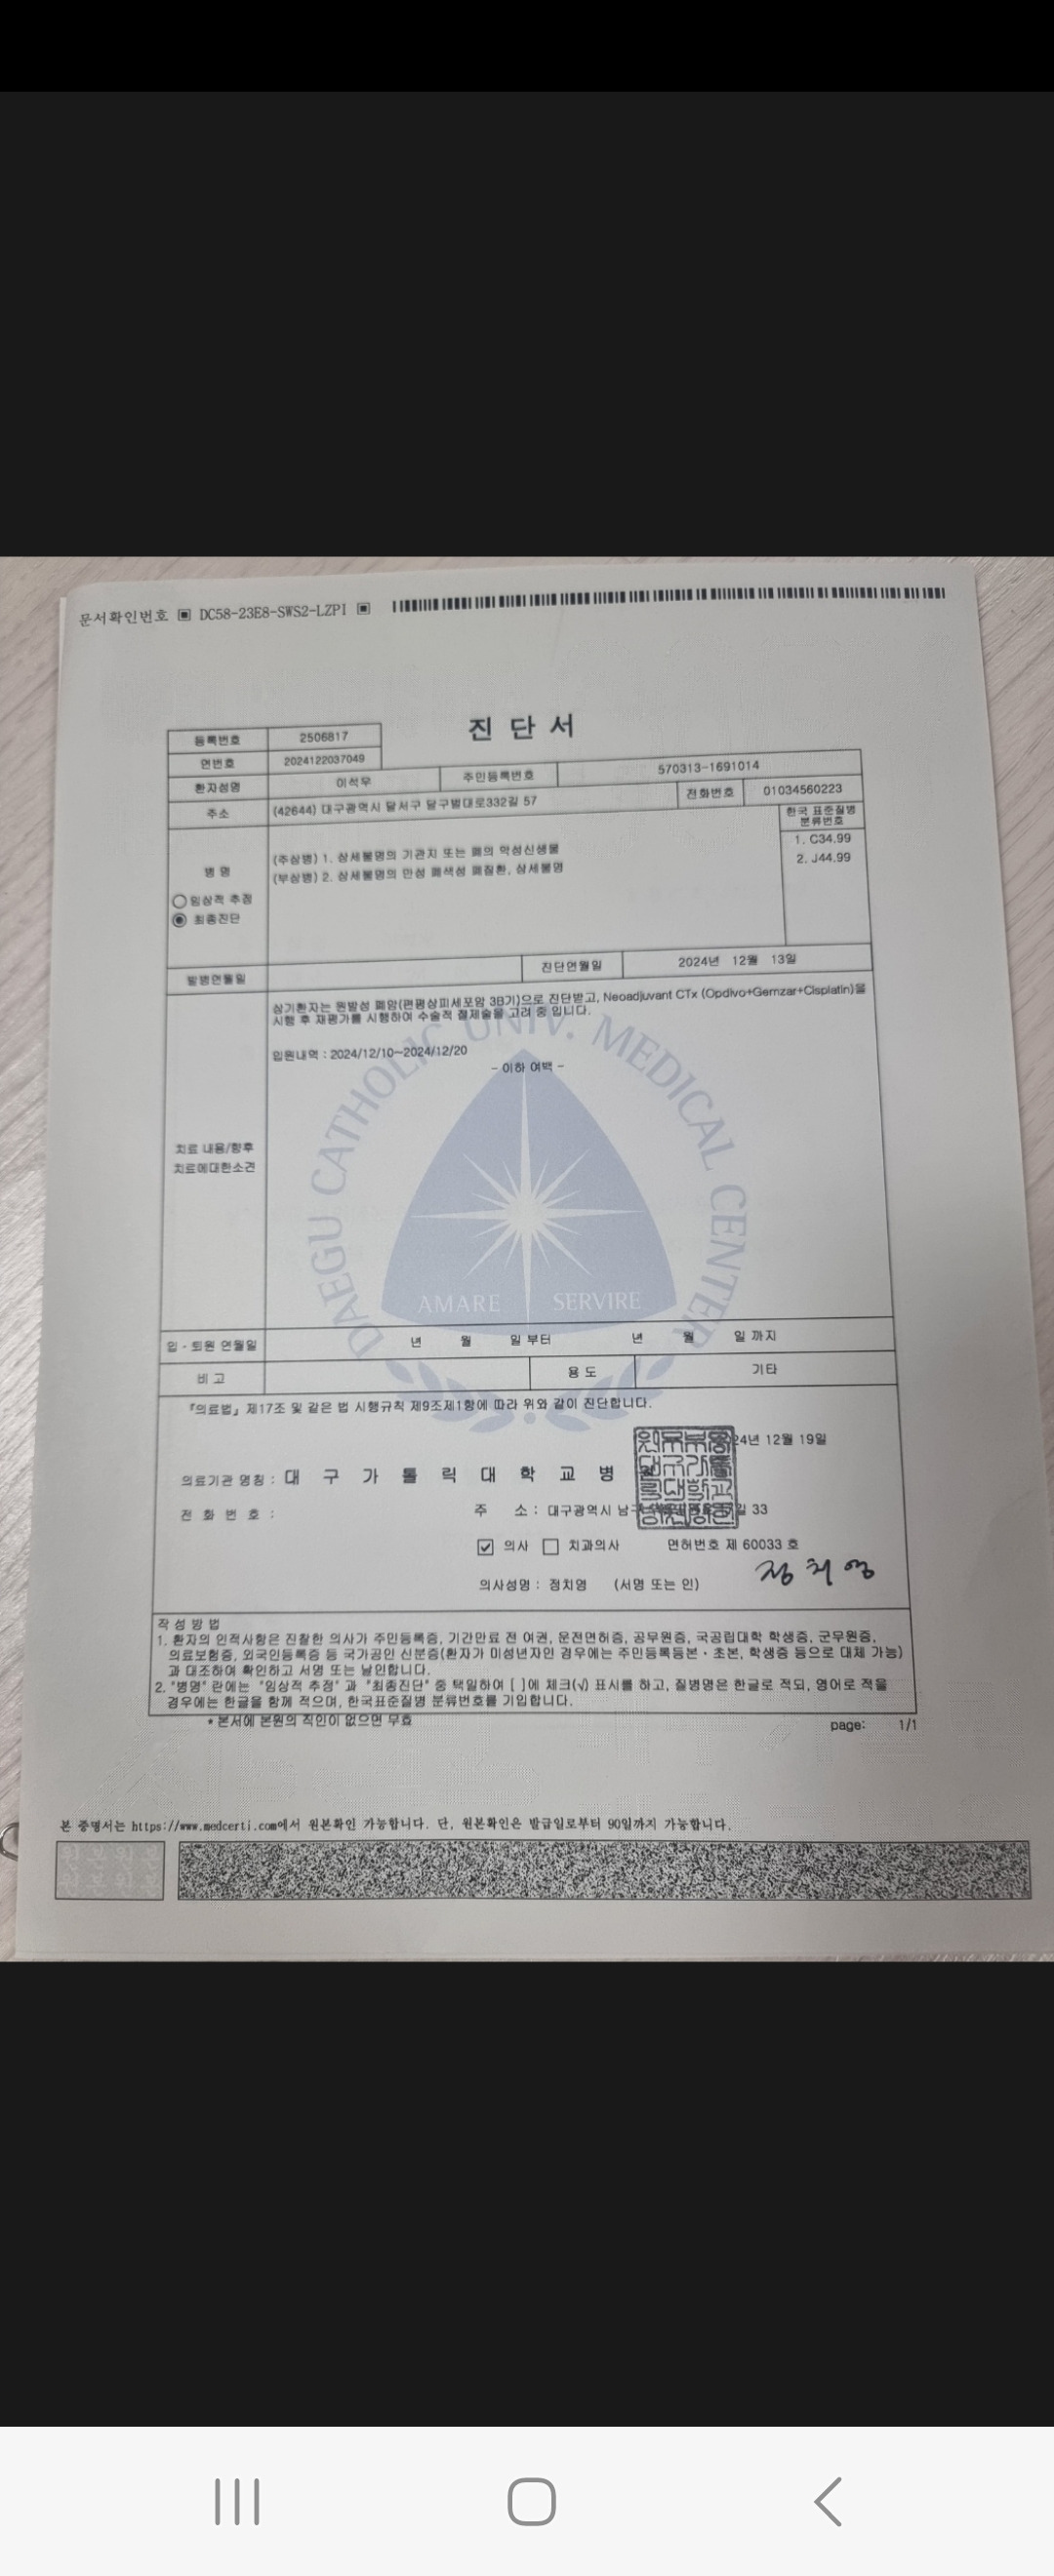 문서확인번호 ▣ DC58-23E8-SWS2-LZPI ▣
진 단 서
등록번호 2506817
연번호 2024122037049
환자성명 이석우 주민등록번호 570313-1691014
주소 (42644) 대구광역시 달서구 달구벌대로332길 57 전화번호 01034560223
한국 표준질병
분류번호
병 명
(주상병) 1. 상세불명의 기관지 또는 폐의 악성신생물 1. C34.99
(부상병) 2. 상세불명의 만성 폐색성 폐질환, 상세불명 2. J44.99
임상적 추정
최종진단
발병연월일 진단연월일 2024년 12월 13일
상기환자는 원발성 폐암(편평상피세포암 3B기)으로 진단받고, Neoadjuvant CTx (Opdivo+Gemzar+Cisplatin)을
시행 후 재평가를 시행하여 수술적 절제술을 고려 중 입니다.
입원내역 : 2024/12/10~2024/12/20
- 이하 여백 -
치료 내용/향후
치료에대한소견
DAEGU CATHOLIC UNIV. MEDICAL CENTER
AMARE SERVIRE
입 · 퇴원 연월일 년 월 일 부터 년 월 일 까지
비 고 용 도 기타
『의료법』 제17조 및 같은 법 시행규칙 제9조제1항에 따라 위와 같이 진단합니다.
24년 12월 19일
의료기관 명칭 : 대 구 가 톨 릭 대 학 교 병
전 화 번 호 : 주 소 : 대구광역시 남구 길 33
의사 치과의사 면허번호 제 60033 호
의사성명 : 정치영 (서명 또는 인) 정치영
작 성 방 법
1. 환자의 인적사항은 진찰한 의사가 주민등록증, 기간만료 전 여권, 운전면허증, 공무원증, 국공립대학 학생증, 군무원증,
의료보험증, 외국인등록증 등 국가공인 신분증(환자가 미성년자인 경우에는 주민등록등본 · 초본, 학생증 등으로 대체 가능)
과 대조하여 확인하고 서명 또는 날인합니다.
2. "병명" 란에는 "임상적 추정" 과 "최종진단" 중 택일하여 [ ]에 체크(√) 표시를 하고, 질병명은 한글로 적되, 영어로 적을
경우에는 한글을 함께 적으며, 한국표준질병 분류번호를 기입합니다.
* 본서에 본원의 직인이 없으면 무효
page: 1/1
본 증명서는 https://www.medcerti.com에서 원본확인 가능합니다. 단, 원본확인은 발급일로부터 90일까지 가능합니다.
원본원본
원본원본